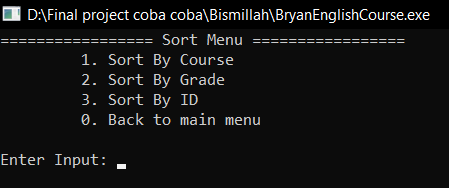 D:\Final project coba coba\Bismillah\BryanEnglishCourse.exe
================= Sort Menu =================
1. Sort By Course
2. Sort By Grade
3. Sort By ID
0. Back to main menu
Enter Input: